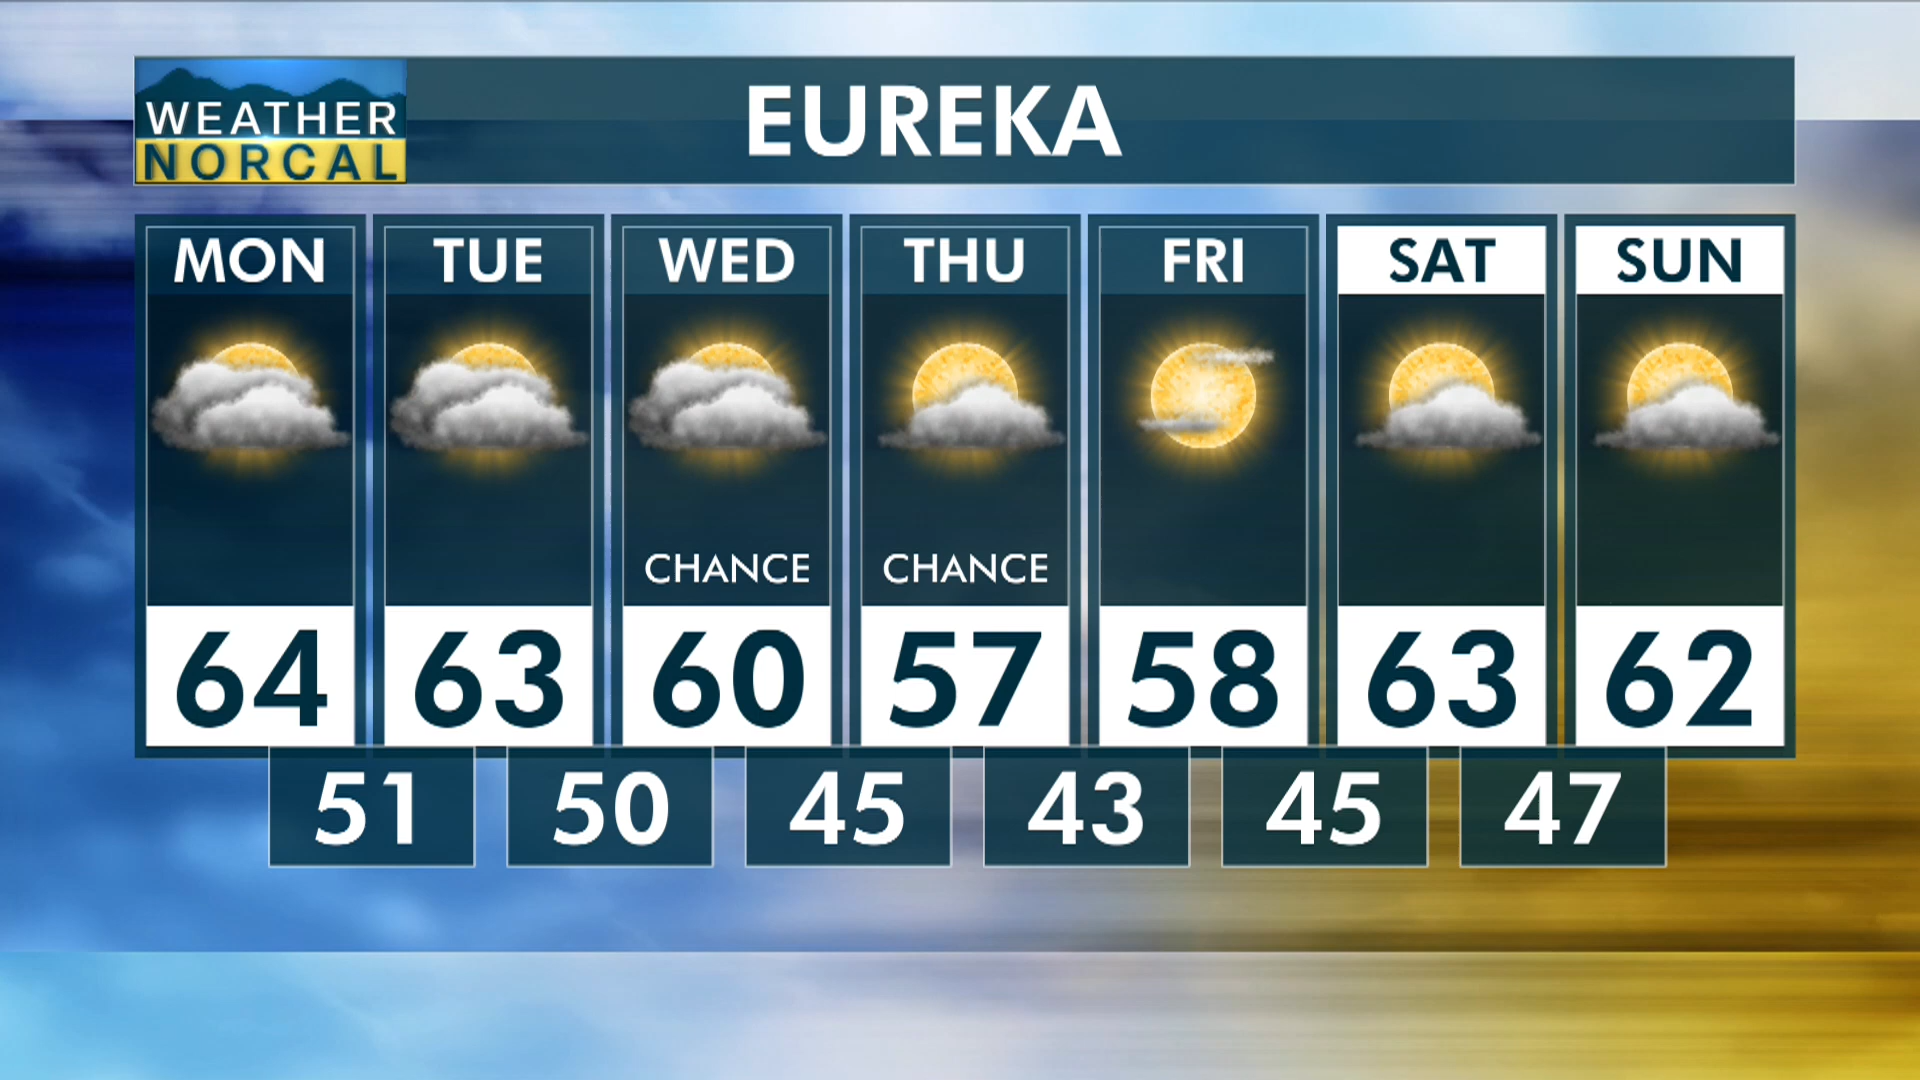 WEATHER
NORCAL
EUREKA
MON TUE WED THU FRI SAT SUN
CHANCE CHANCE
64 63 60 57 58 63 62
51 50 45 43 45 47